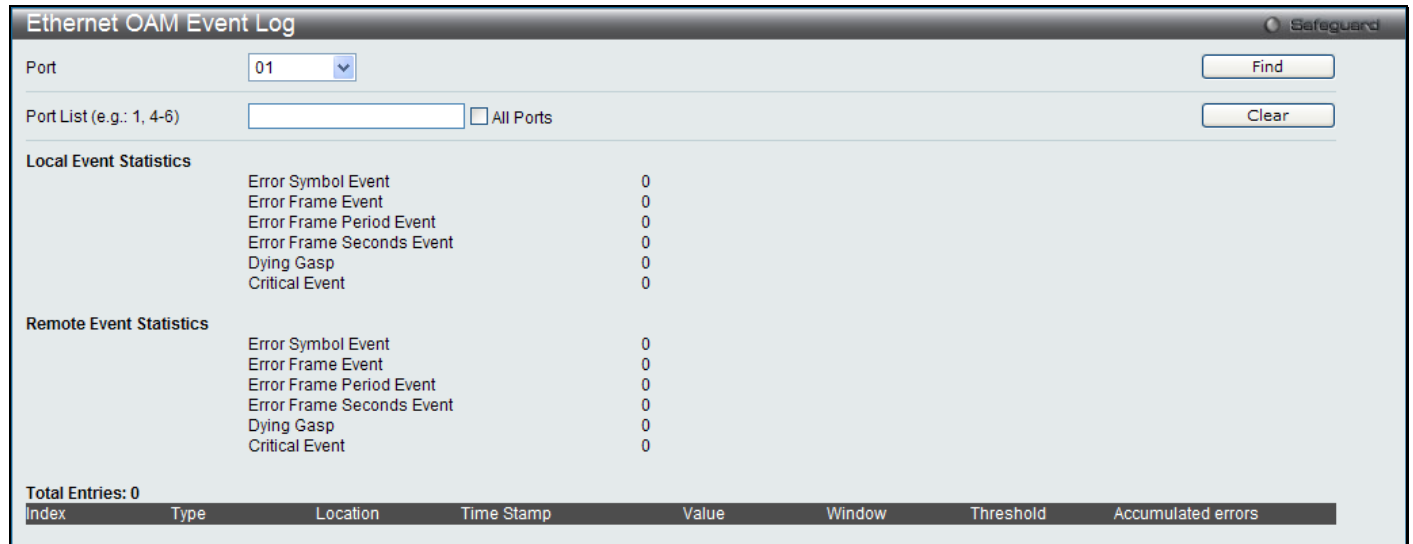 Ethernet OAM Event Log Safeguard
Port 01 Find
Port List (e.g.: 1, 4-6) All Ports Clear
Local Event Statistics
Error Symbol Event 0
Error Frame Event 0
Error Frame Period Event 0
Error Frame Seconds Event 0
Dying Gasp 0
Critical Event 0
Remote Event Statistics
Error Symbol Event 0
Error Frame Event 0
Error Frame Period Event 0
Error Frame Seconds Event 0
Dying Gasp 0
Critical Event 0
Total Entries: 0
Index Type Location Time Stamp Value Window Threshold Accumulated errors